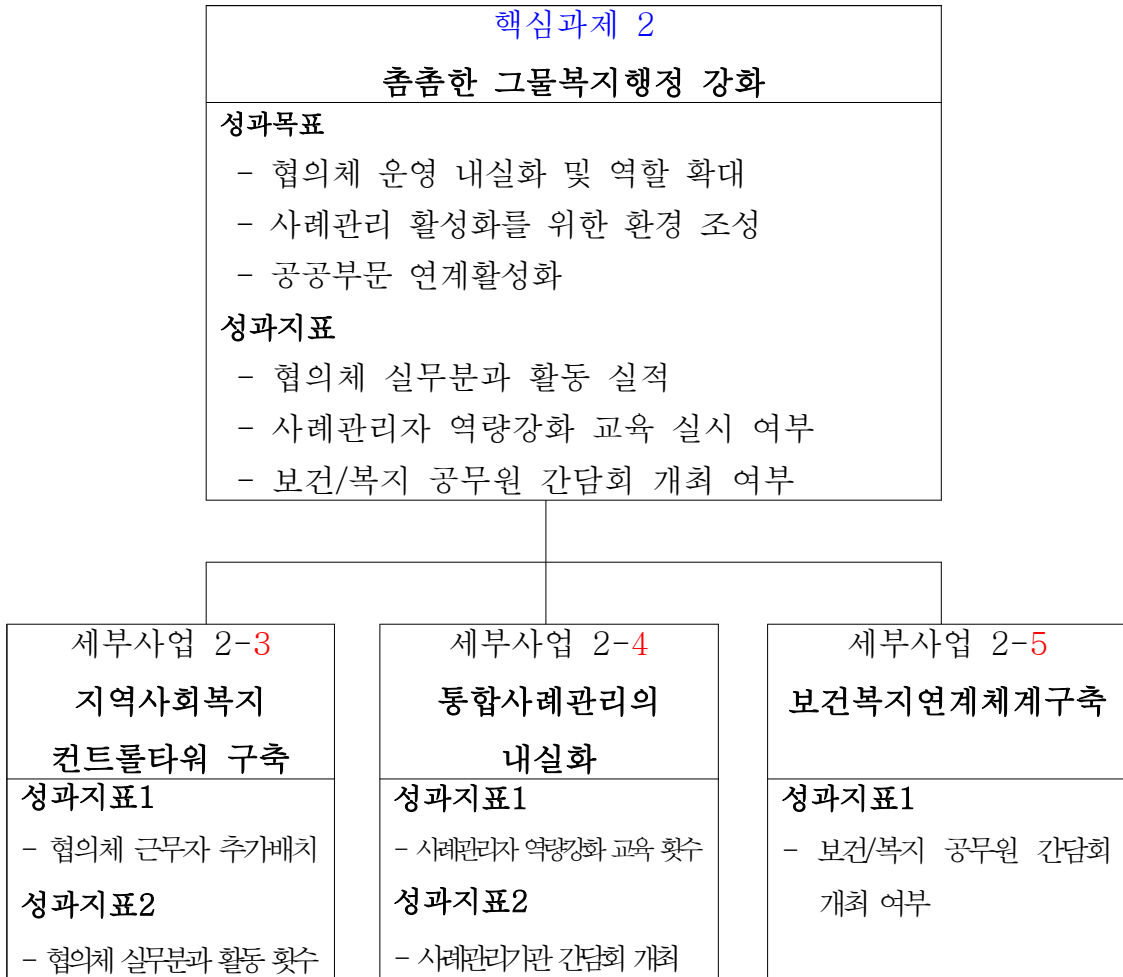 핵심과제 2
촘촘한 그물복지행정 강화
성과목표
- 협의체 운영 내실화 및 역할 확대
- 사례관리 활성화를 위한 환경 조성
- 공공부문 연계활성화
성과지표
- 협의체 실무분과 활동 실적
- 사례관리자 역량강화 교육 실시 여부
- 보건/복지 공무원 간담회 개최 여부
세부사업 2-3
지역사회복지
컨트롤타워 구축
성과지표1
- 협의체 근무자 추가배치
성과지표2
- 협의체 실무분과 활동 횟수
세부사업 2-4
통합사례관리의
내실화
성과지표1
- 사례관리자 역량강화 교육 횟수
성과지표2
- 사례관리기관 간담회 개최
세부사업 2-5
보건복지연계체계구축
성과지표1
- 보건/복지 공무원 간담회
개최 여부